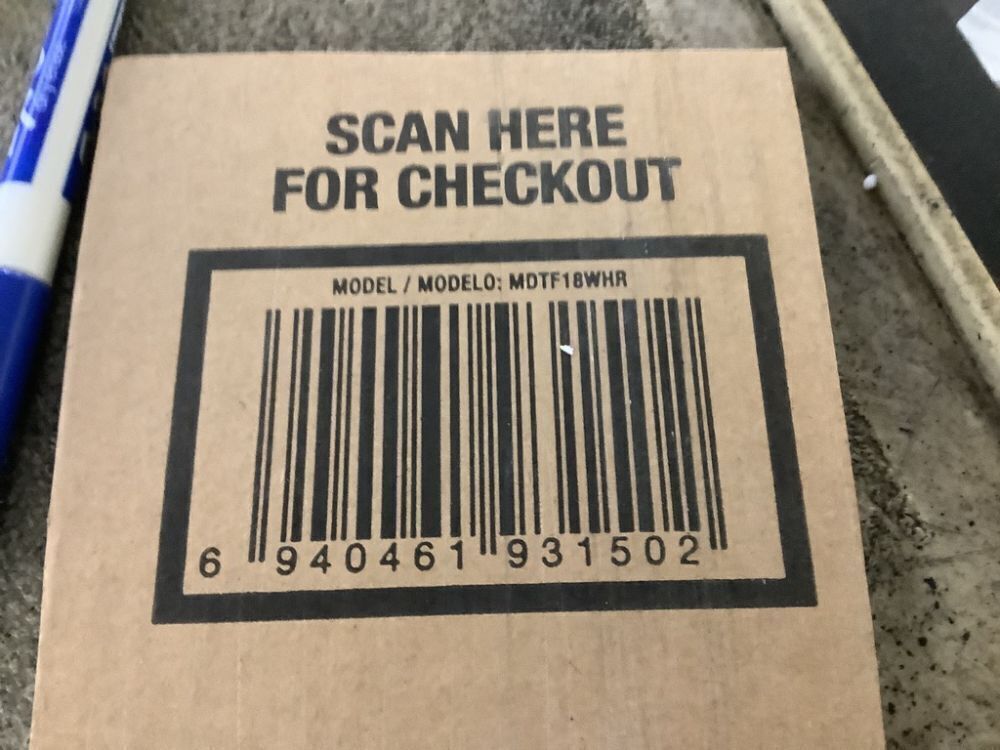 SCAN HERE
FOR CHECKOUT
MODEL / MODELO: MDTF18WHR
6 940461 931502